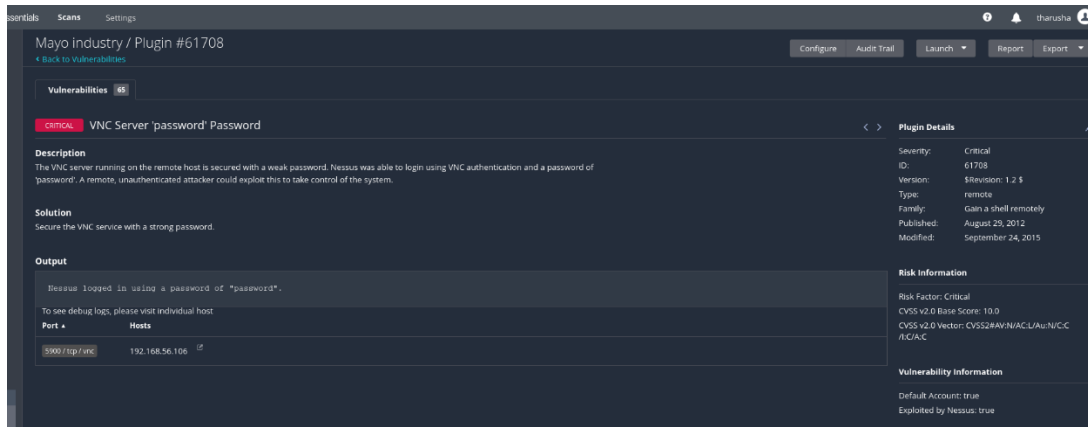 ssentials Scans Settings tharusha
Mayo industry / Plugin #61708
Configure Audit Trail Launch Report Export
Back to Vulnerabilities
Vulnerabilities 65
CRITICAL VNC Server 'password' Password
Description
The VNC server running on the remote host is secured with a weak password. Nessus was able to login using VNC authentication and a password of
'password'. A remote, unauthenticated attacker could exploit this to take control of the system.
Solution
Secure the VNC service with a strong password.
Output
Nessus logged in using a password of "password".
To see debug logs, please visit individual host
Port Hosts
5900 / tcp / vnc 192.168.56.106
Plugin Details
Severity: Critical
ID: 61708
Version: $Revision: 1.2 $
Type: remote
Family: Gain a shell remotely
Published: August 29, 2012
Modified: September 24, 2015
Risk Information
Risk Factor: Critical
CVSS v2.0 Base Score: 10.0
CVSS v2.0 Vector: CVSS2#AV:N/AC:L/Au:N/C:C
/I:C/A:C
Vulnerability Information
Default Account: true
Exploited by Nessus: true